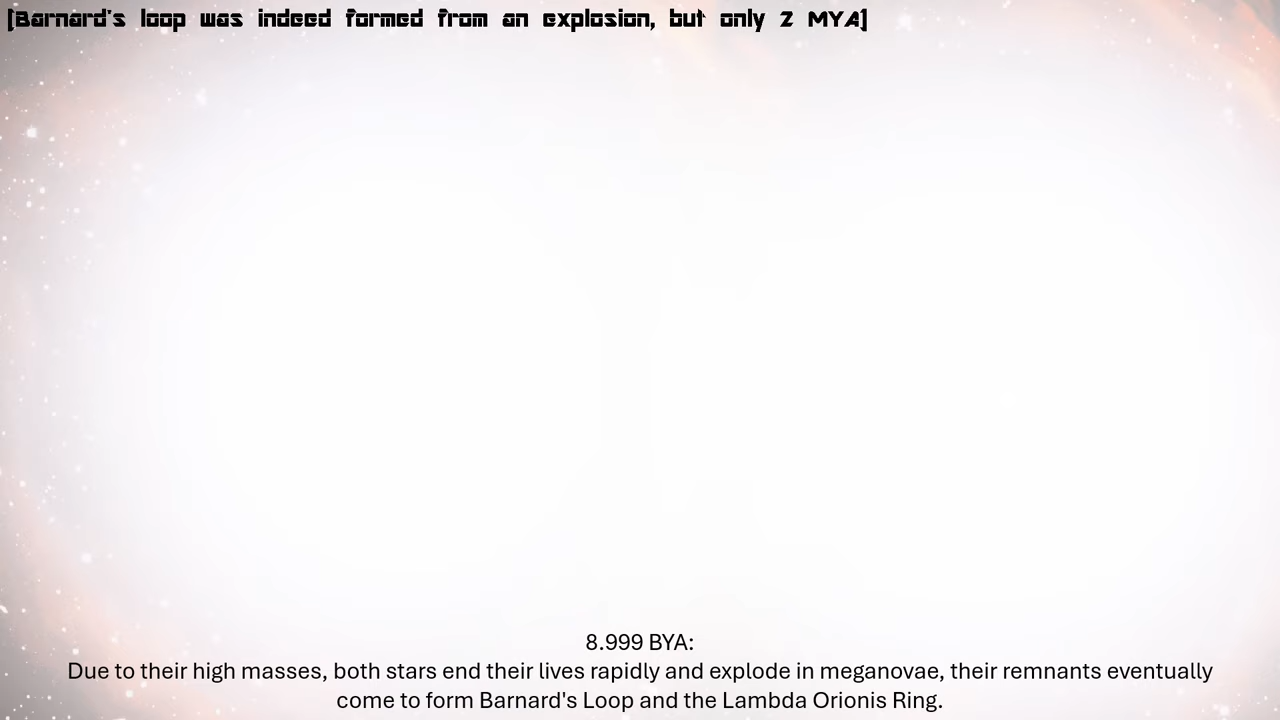 [Barnard's loop was indeed formed from an explosion, but only 2 MYA]
8.999 BYA:
Due to their high masses, both stars end their lives rapidly and explode in meganovae, their remnants eventually
come to form Barnard's Loop and the Lambda Orionis Ring.